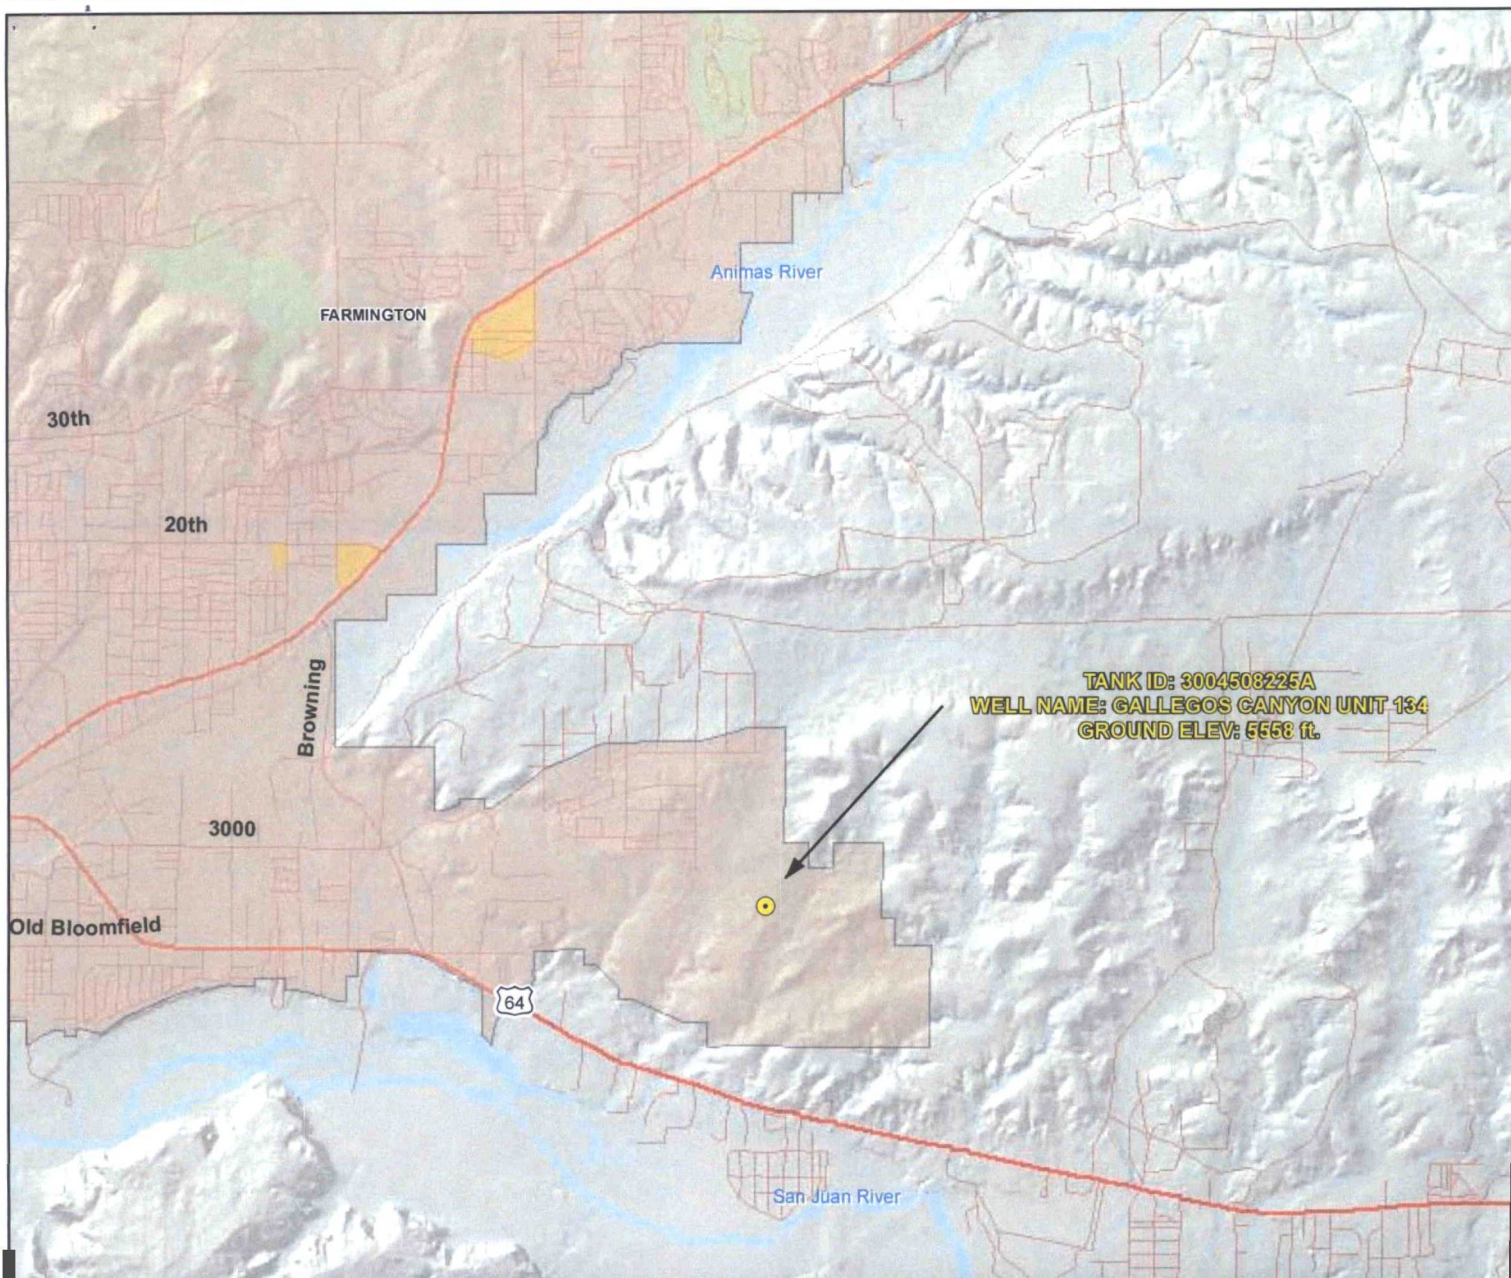 Animas River
FARMINGTON
30th
20th
Browning
TANK ID: 3004508225A
WELL NAME: GALLEGOS CANYON UNIT 134
GROUND ELEV: 5558 ft.
3000
Old Bloomfield
64
San Juan River